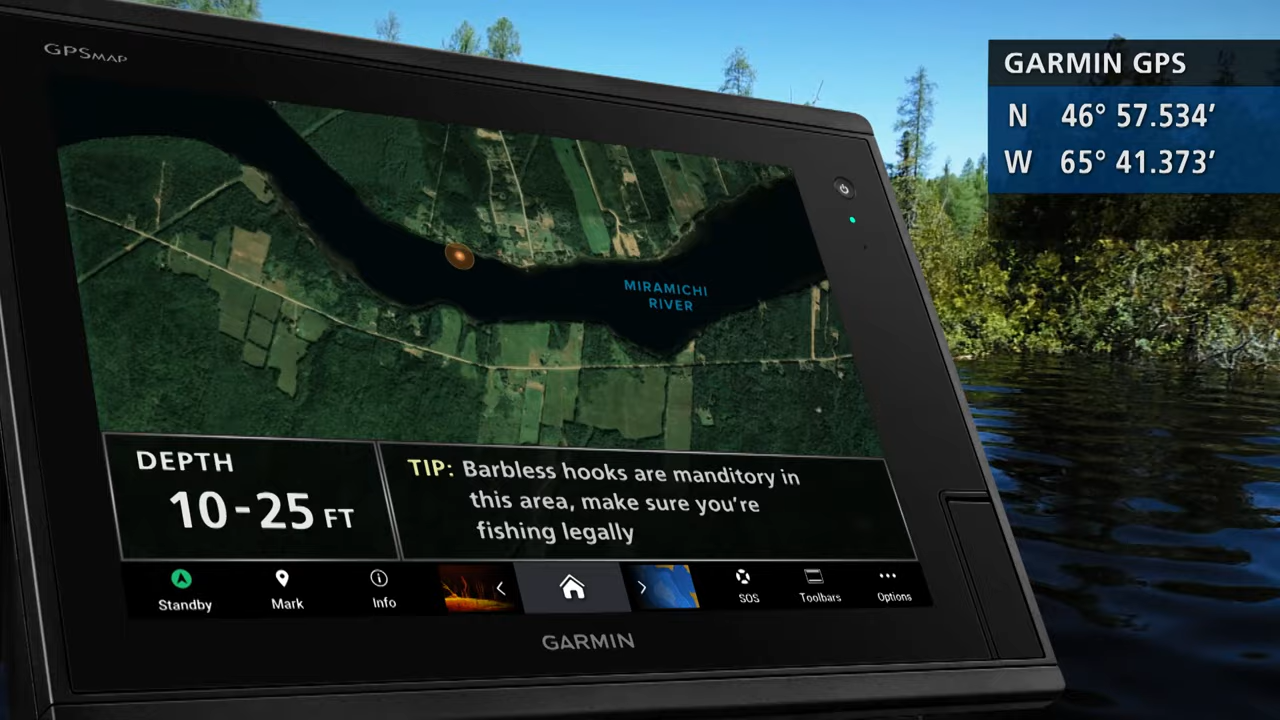 GPSMAP
GARMIN GPS
N 46° 57.534’
W 65° 41.373’
MIRAMICHI
RIVER
DEPTH
10-25 FT
TIP: Barbless hooks are manditory in
this area, make sure you’re
fishing legally
Standby
Mark
Info
SOS
Toolbars
Options
GARMIN